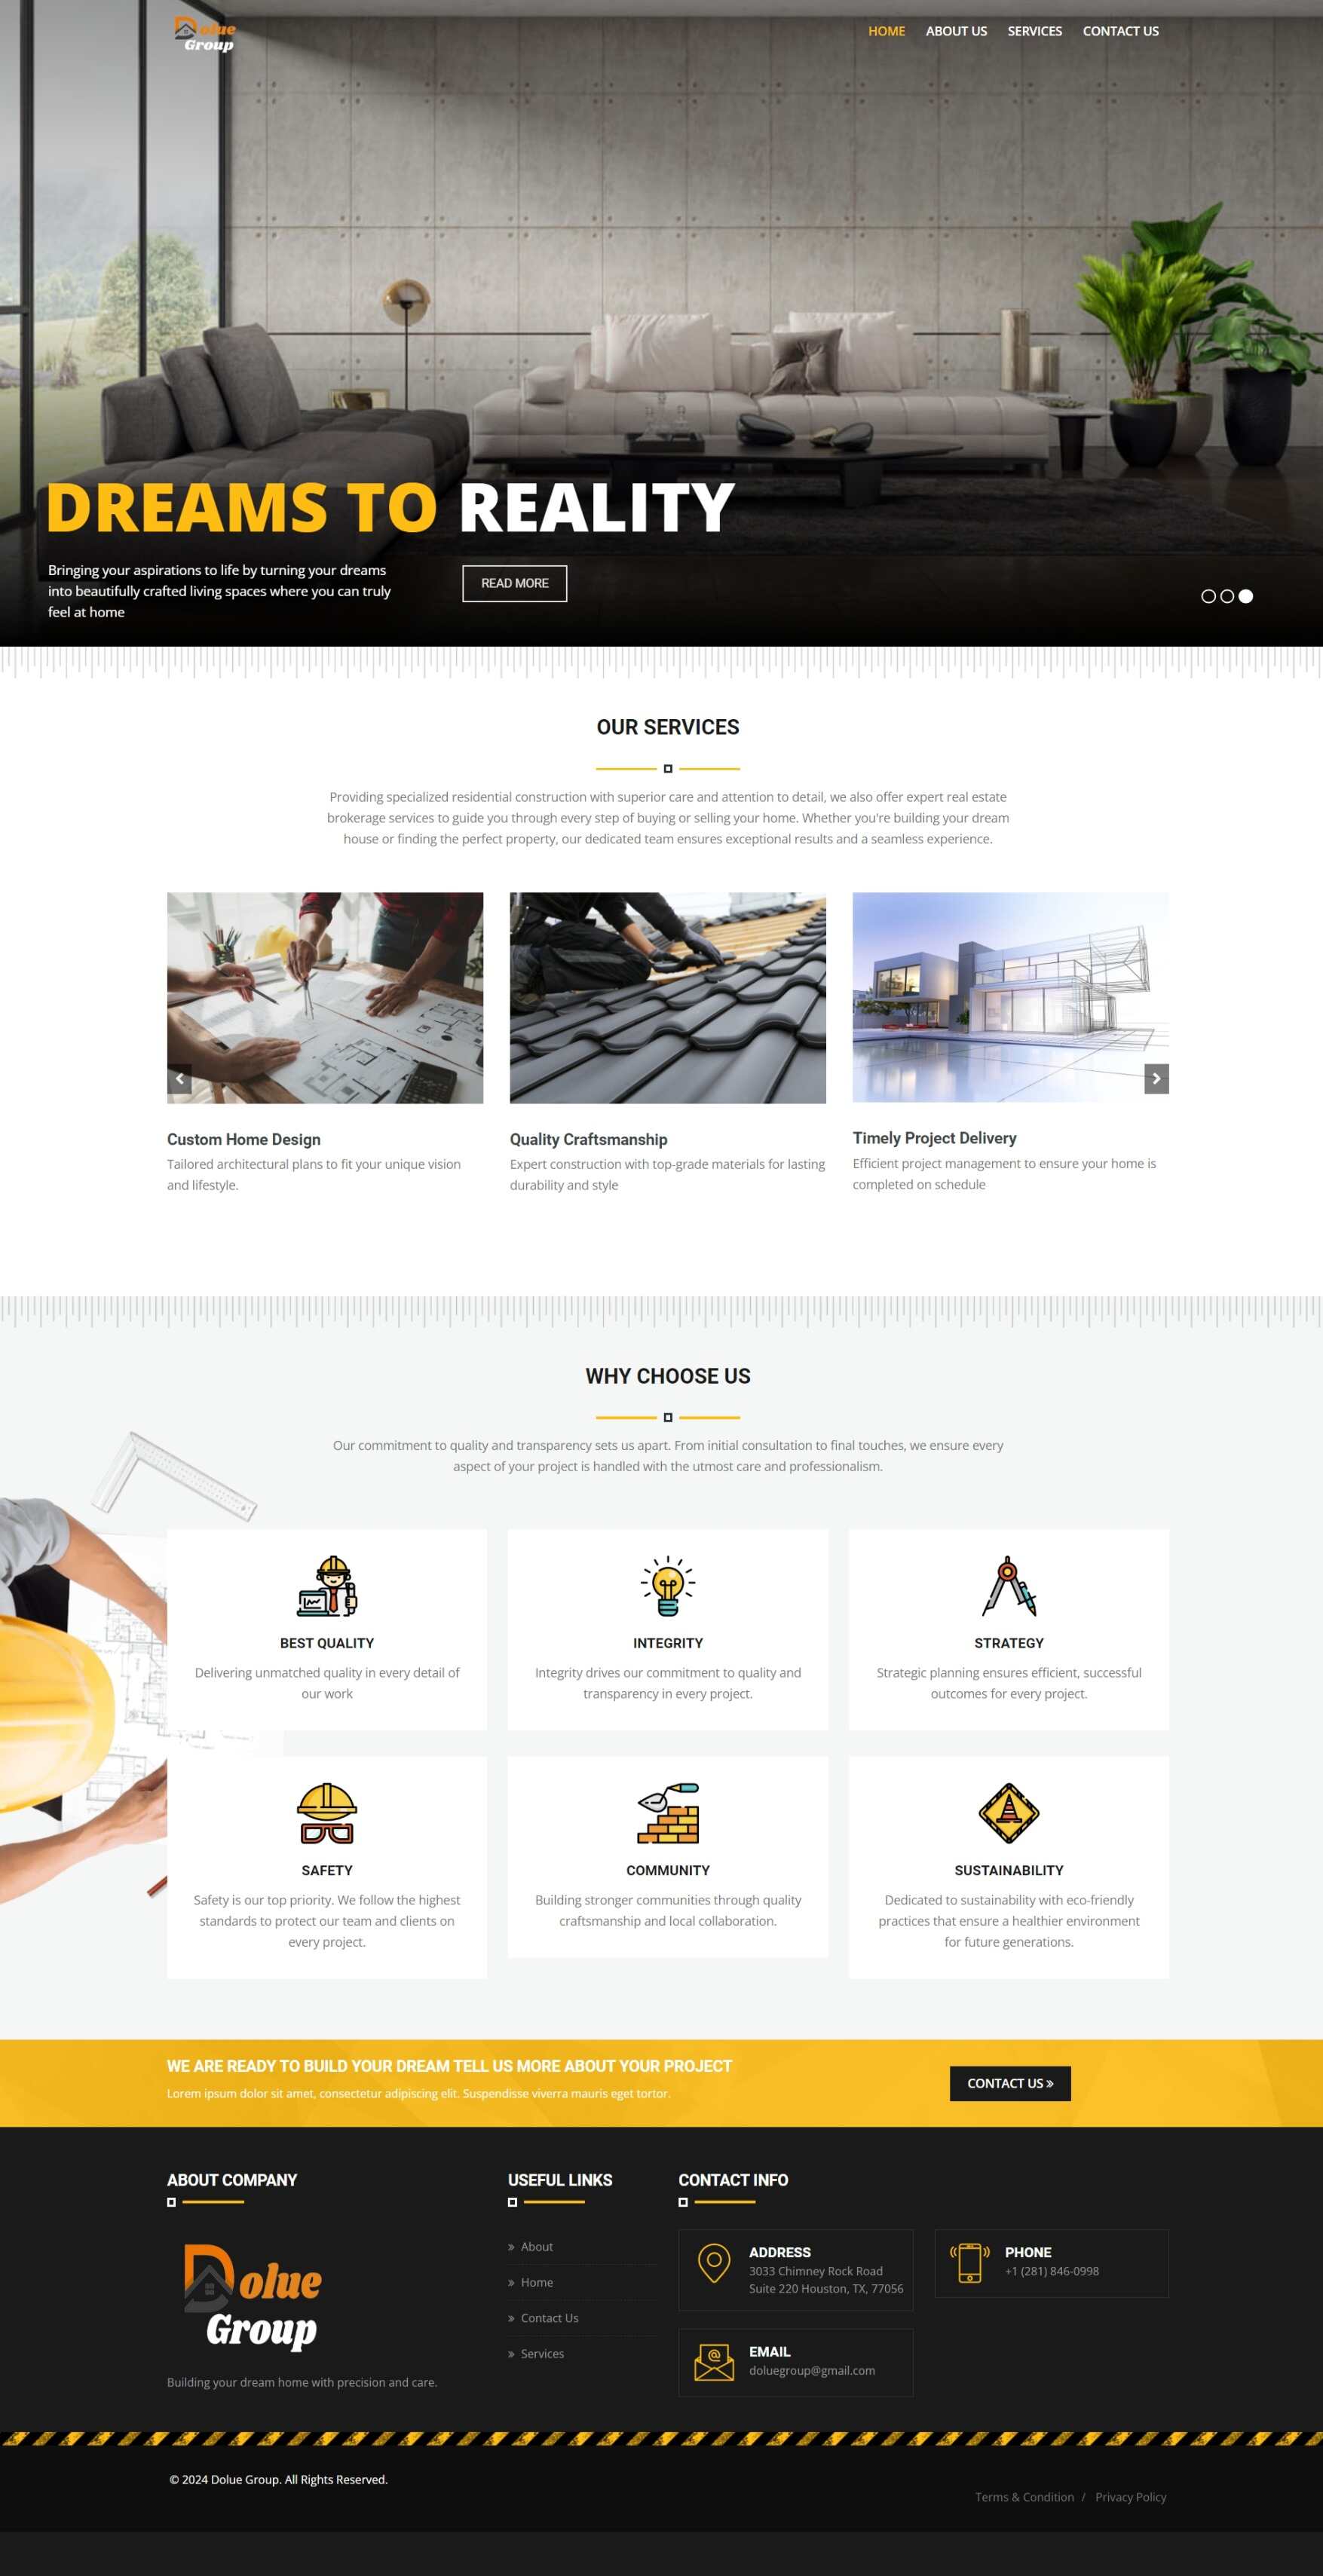 Dolue
Group
HOME ABOUT US SERVICES CONTACT US
DREAMS TO REALITY
Bringing your aspirations to life by turning your dreams
into beautifully crafted living spaces where you can truly
feel at home
READ MORE
OUR SERVICES
Providing specialized residential construction with superior care and attention to detail, we also offer expert real estate
brokerage services to guide you through every step of buying or selling your home. Whether you're building your dream
house or finding the perfect property, our dedicated team ensures exceptional results and a seamless experience.
Custom Home Design
Tailored architectural plans to fit your unique vision
and lifestyle.
Quality Craftsmanship
Expert construction with top-grade materials for lasting
durability and style
Timely Project Delivery
Efficient project management to ensure your home is
completed on schedule
WHY CHOOSE US
Our commitment to quality and transparency sets us apart. From initial consultation to final touches, we ensure every
aspect of your project is handled with the utmost care and professionalism.
BEST QUALITY
Delivering unmatched quality in every detail of
our work
INTEGRITY
Integrity drives our commitment to quality and
transparency in every project.
STRATEGY
Strategic planning ensures efficient, successful
outcomes for every project.
SAFETY
Safety is our top priority. We follow the highest
standards to protect our team and clients on
every project.
COMMUNITY
Building stronger communities through quality
craftsmanship and local collaboration.
SUSTAINABILITY
Dedicated to sustainability with eco-friendly
practices that ensure a healthier environment
for future generations.
WE ARE READY TO BUILD YOUR DREAM TELL US MORE ABOUT YOUR PROJECT
Lorem ipsum dolor sit amet, consectetur adipiscing elit. Suspendisse viverra mauris eget tortor.
CONTACT US »
ABOUT COMPANY
Dolue
Group
Building your dream home with precision and care.
USEFUL LINKS
» About
» Home
» Contact Us
» Services
CONTACT INFO
ADDRESS
3033 Chimney Rock Road
Suite 220 Houston, TX, 77056
PHONE
+1 (281) 846-0998
EMAIL
doluegroup@gmail.com
© 2024 Dolue Group. All Rights Reserved.
Terms & Condition / Privacy Policy